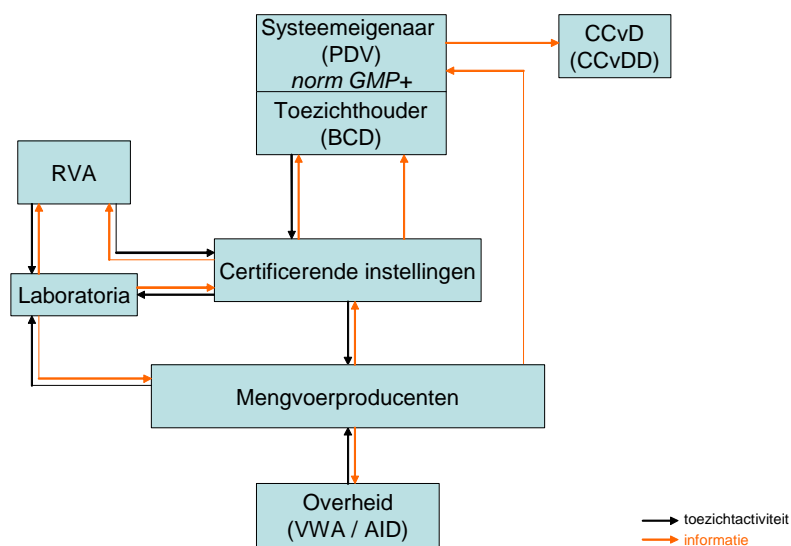 Systeemeigenaar
(PDV)
norm GMP+
CCvD
(CCvDD)
Toezichthouder
(BCD)
RVA
Certificerende instellingen
Laboratoria
Mengvoerproducenten
Overheid
(VWA / AID)
toezichtactiviteit
informatie